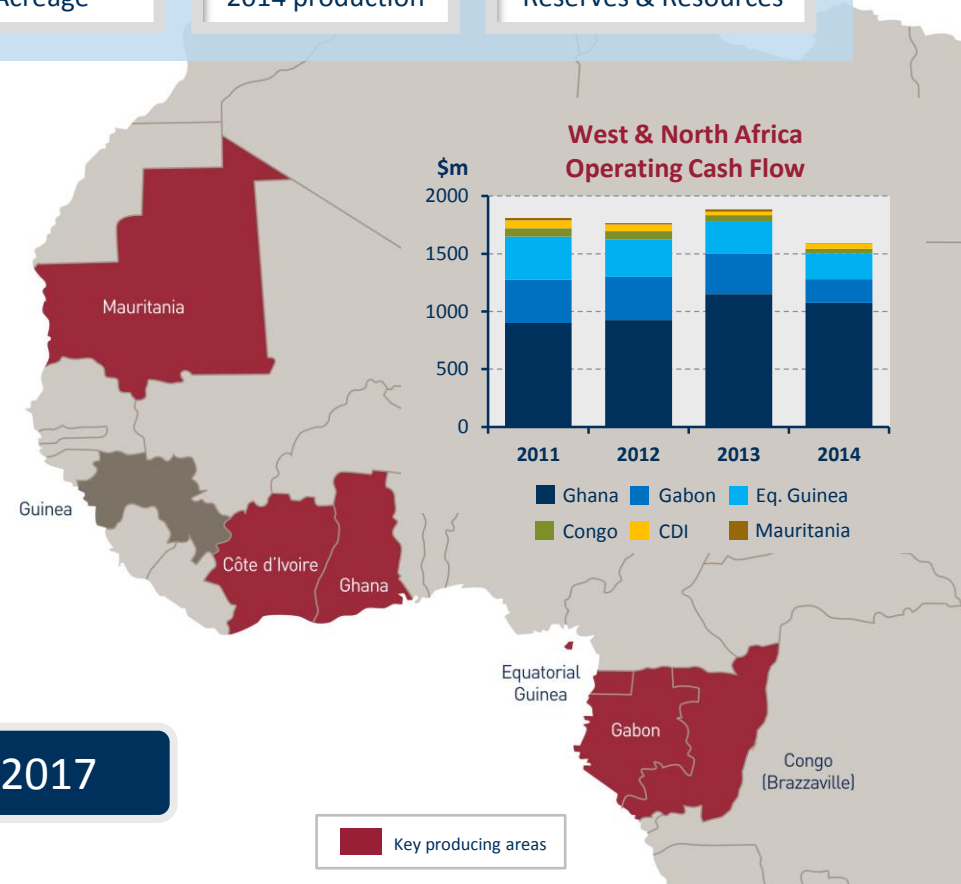 Acreage
2014 production
Reserves & Resources
West & North Africa
Operating Cash Flow
$m
2000
1500
1000
500
0
2011 2012 2013 2014
Ghana Gabon Eq. Guinea
Congo CDI Mauritania
Mauritania
Guinea
Côte d'Ivoire
Ghana
Equatorial
Guinea
Gabon
Congo
(Brazzaville)
2017
Key producing areas